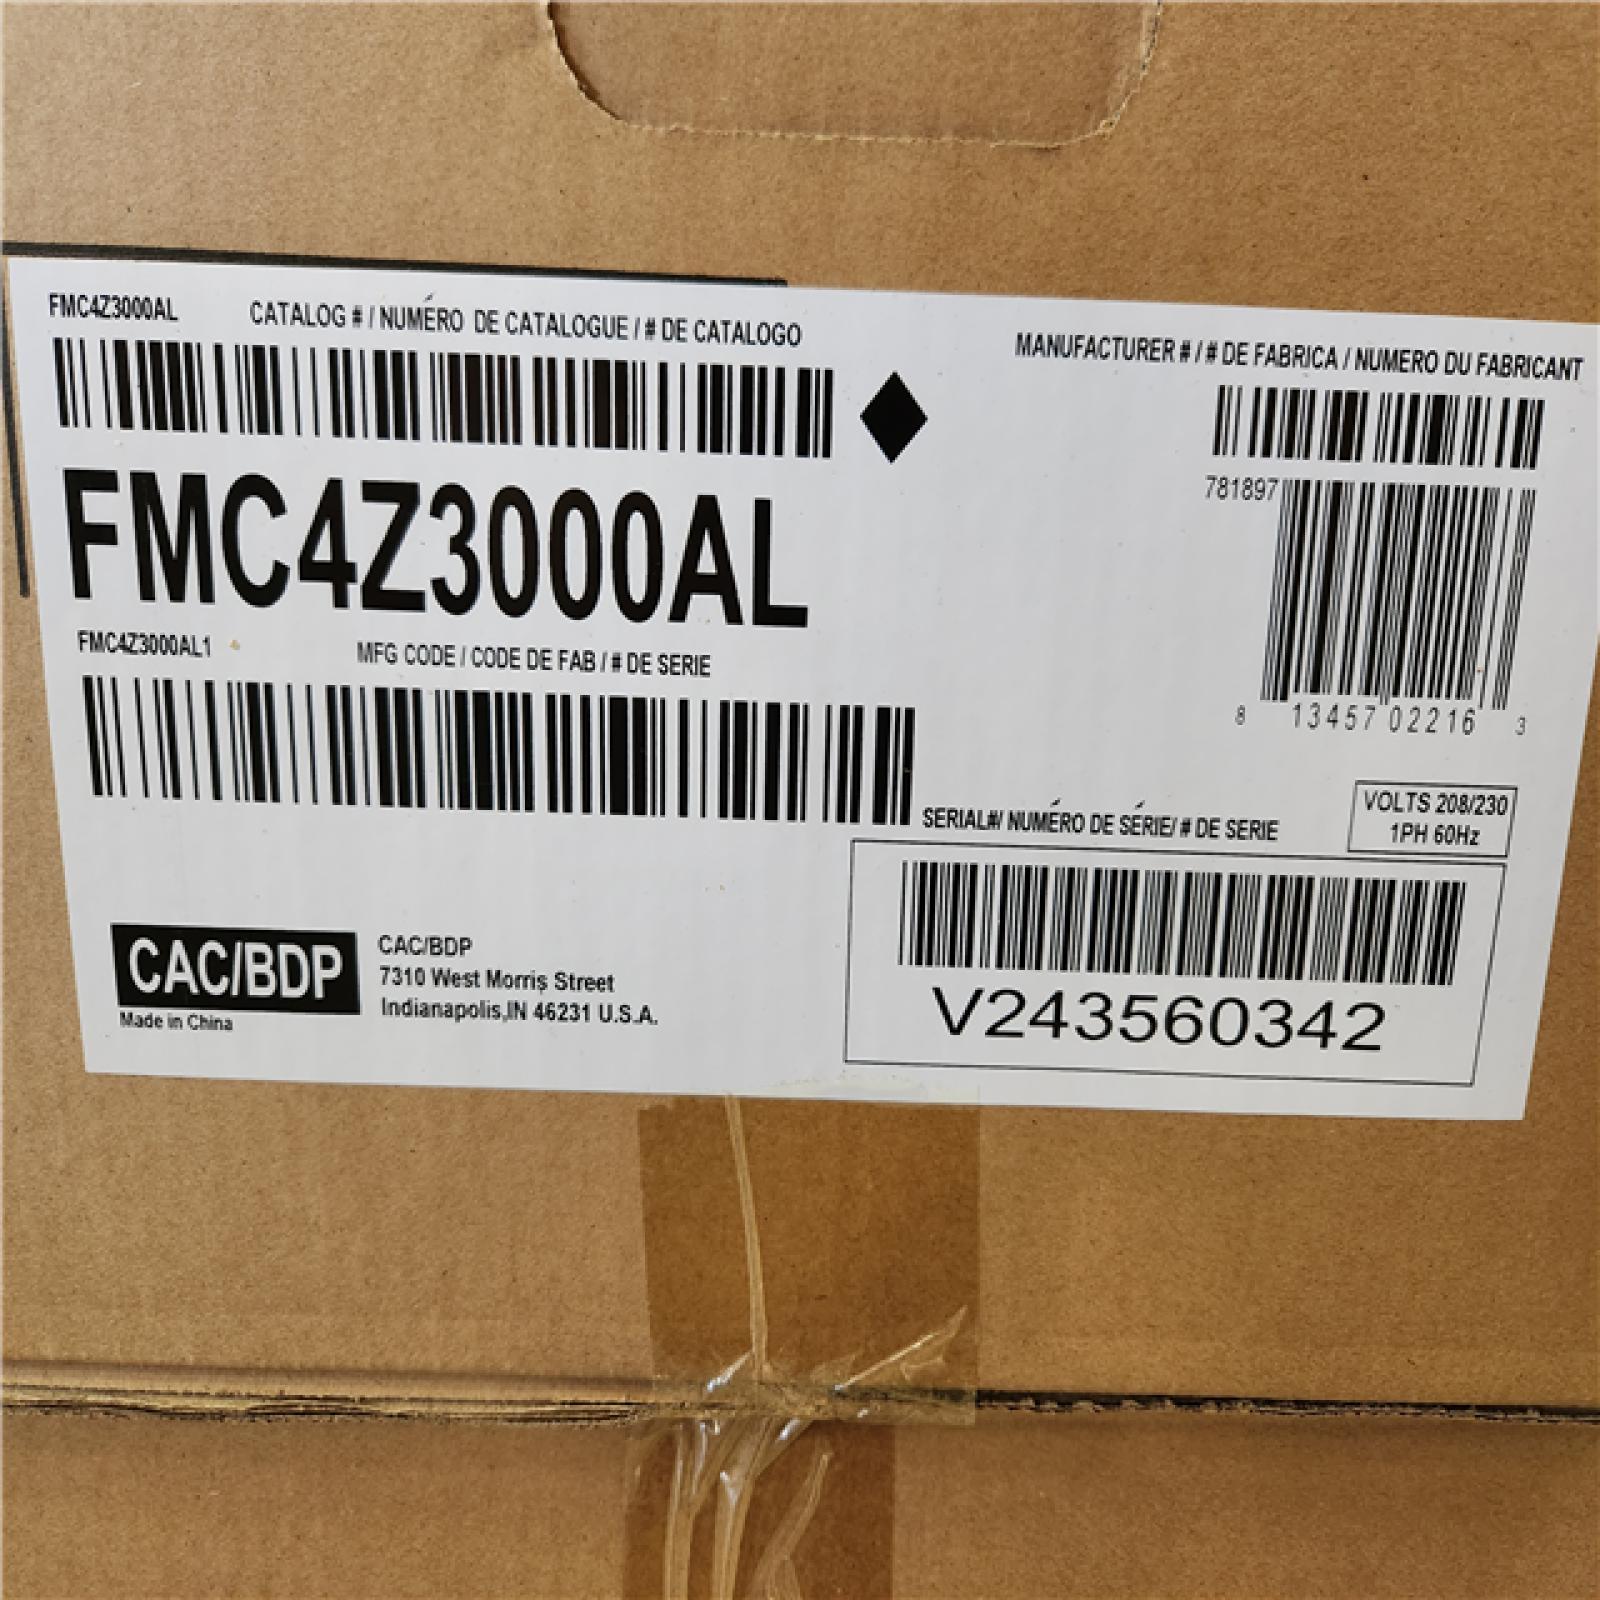 FMC4Z3000AL CATALOG # / NUMÉRO DE CATALOGUE / # DE CATALOGO
MANUFACTURER # / # DE FABRICA / NUMERO DU FABRICANT
781897
FMC4Z3000AL
FMC4Z3000AL1 MFG CODE / CODE DE FAB / # DE SERIE
8 13457 02216 3
VOLTS 208/230
1PH 60Hz
SERIAL#/ NUMÉRO DE SÉRIE/ # DE SERIE
V243560342
CAC/BDP
Made in China
CAC/BDP
7310 West Morris Street
Indianapolis,IN 46231 U.S.A.